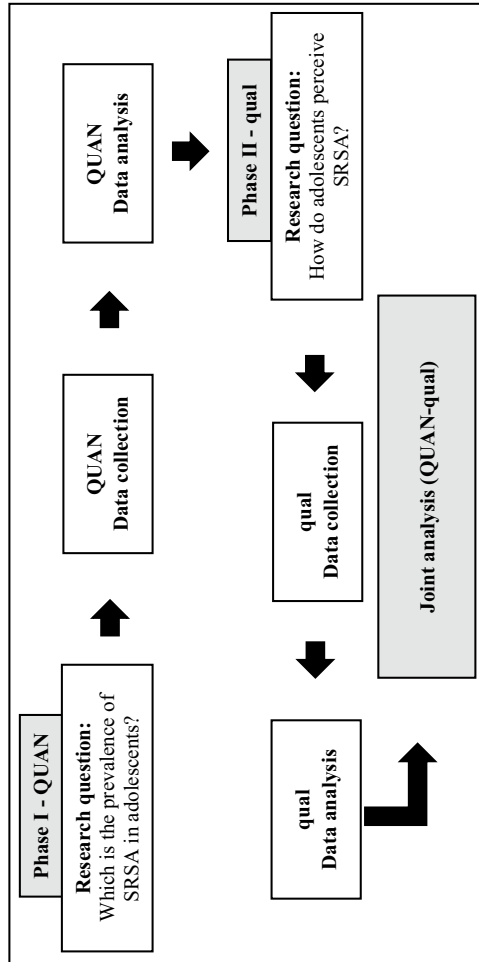 Phase I - QUAN
Research question:
Which is the prevalence of
SRSA in adolescents?
QUAN
Data collection
QUAN
Data analysis
Phase II - qual
Research question:
How do adolescents perceive
SRSA?
qual
Data collection
qual
Data analysis
Joint analysis (QUAN-qual)